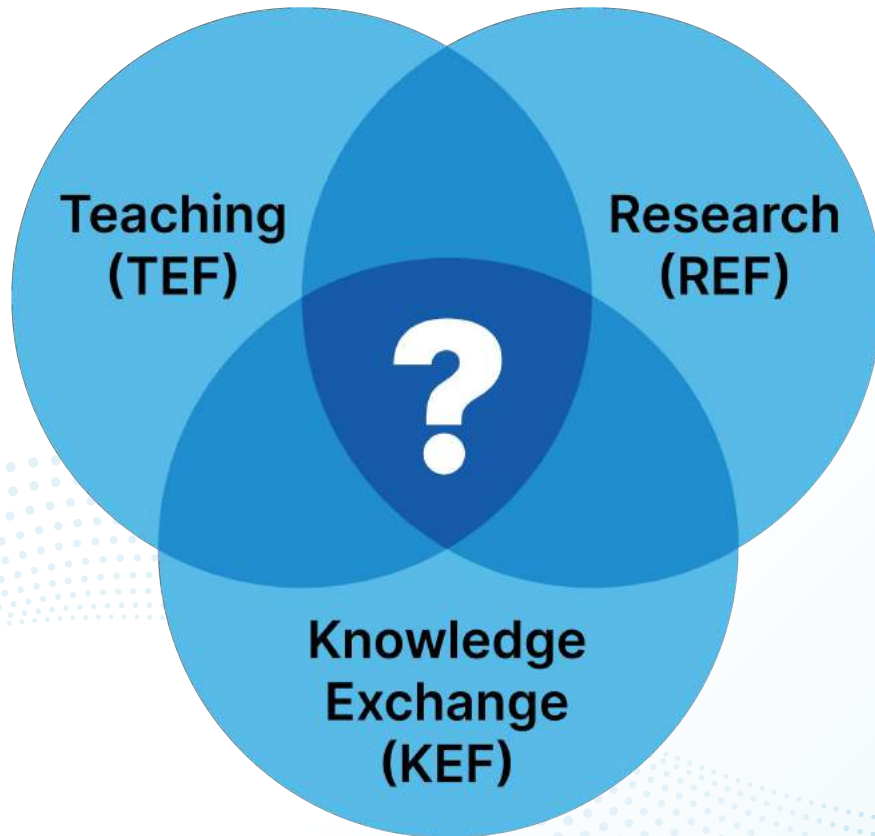 Teaching
(TEF)
Research
(REF)
?
Knowledge
Exchange
(KEF)